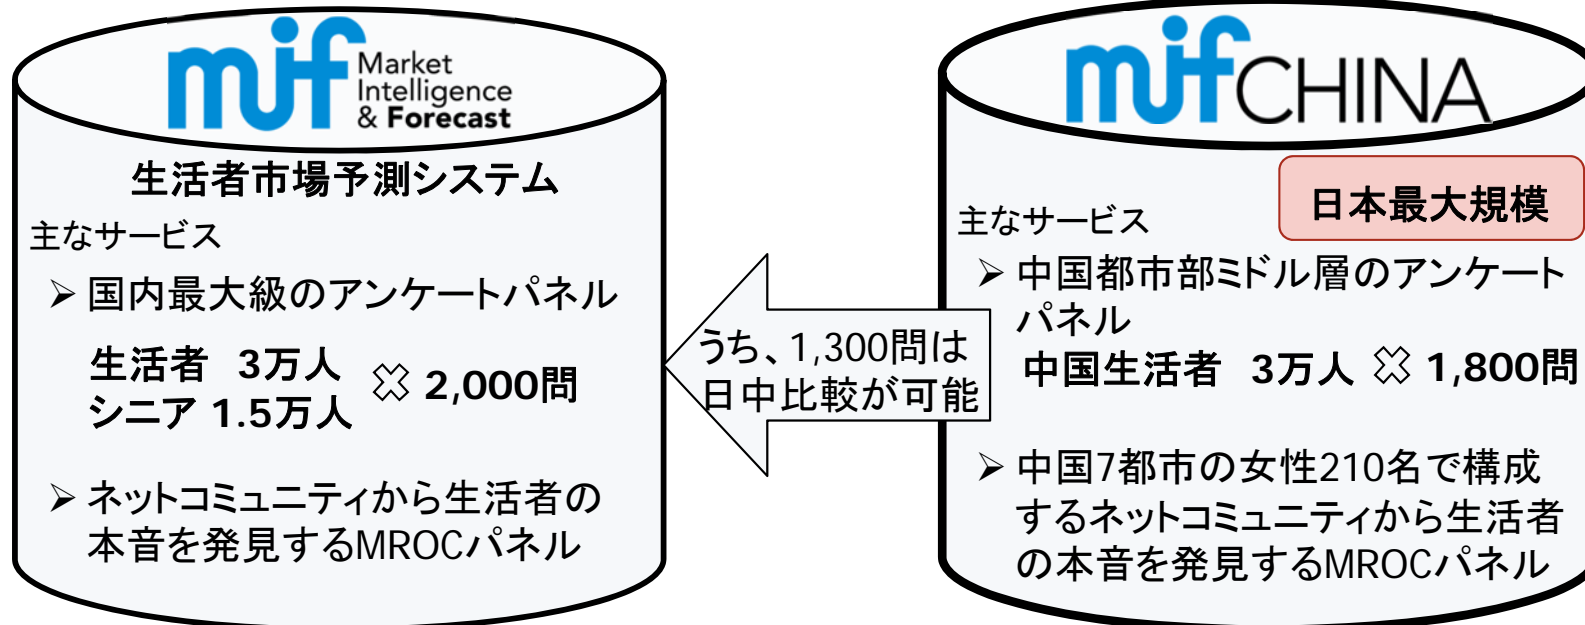 mif Market
Intelligence
& Forecast
生活者市場予測システム
主なサービス
➢ 国内最大級のアンケートパネル
生活者 3万人
シニア 1.5万人
✖ 2,000問
➢ ネットコミュニティから生活者の
本音を発見するMROCパネル
うち、1,300問は
日中比較が可能
mif CHINA
日本最大規模
主なサービス
➢ 中国都市部ミドル層のアンケート
パネル
中国生活者 3万人 ✖ 1,800問
➢ 中国7都市の女性210名で構成
するネットコミュニティから生活者
の本音を発見するMROCパネル